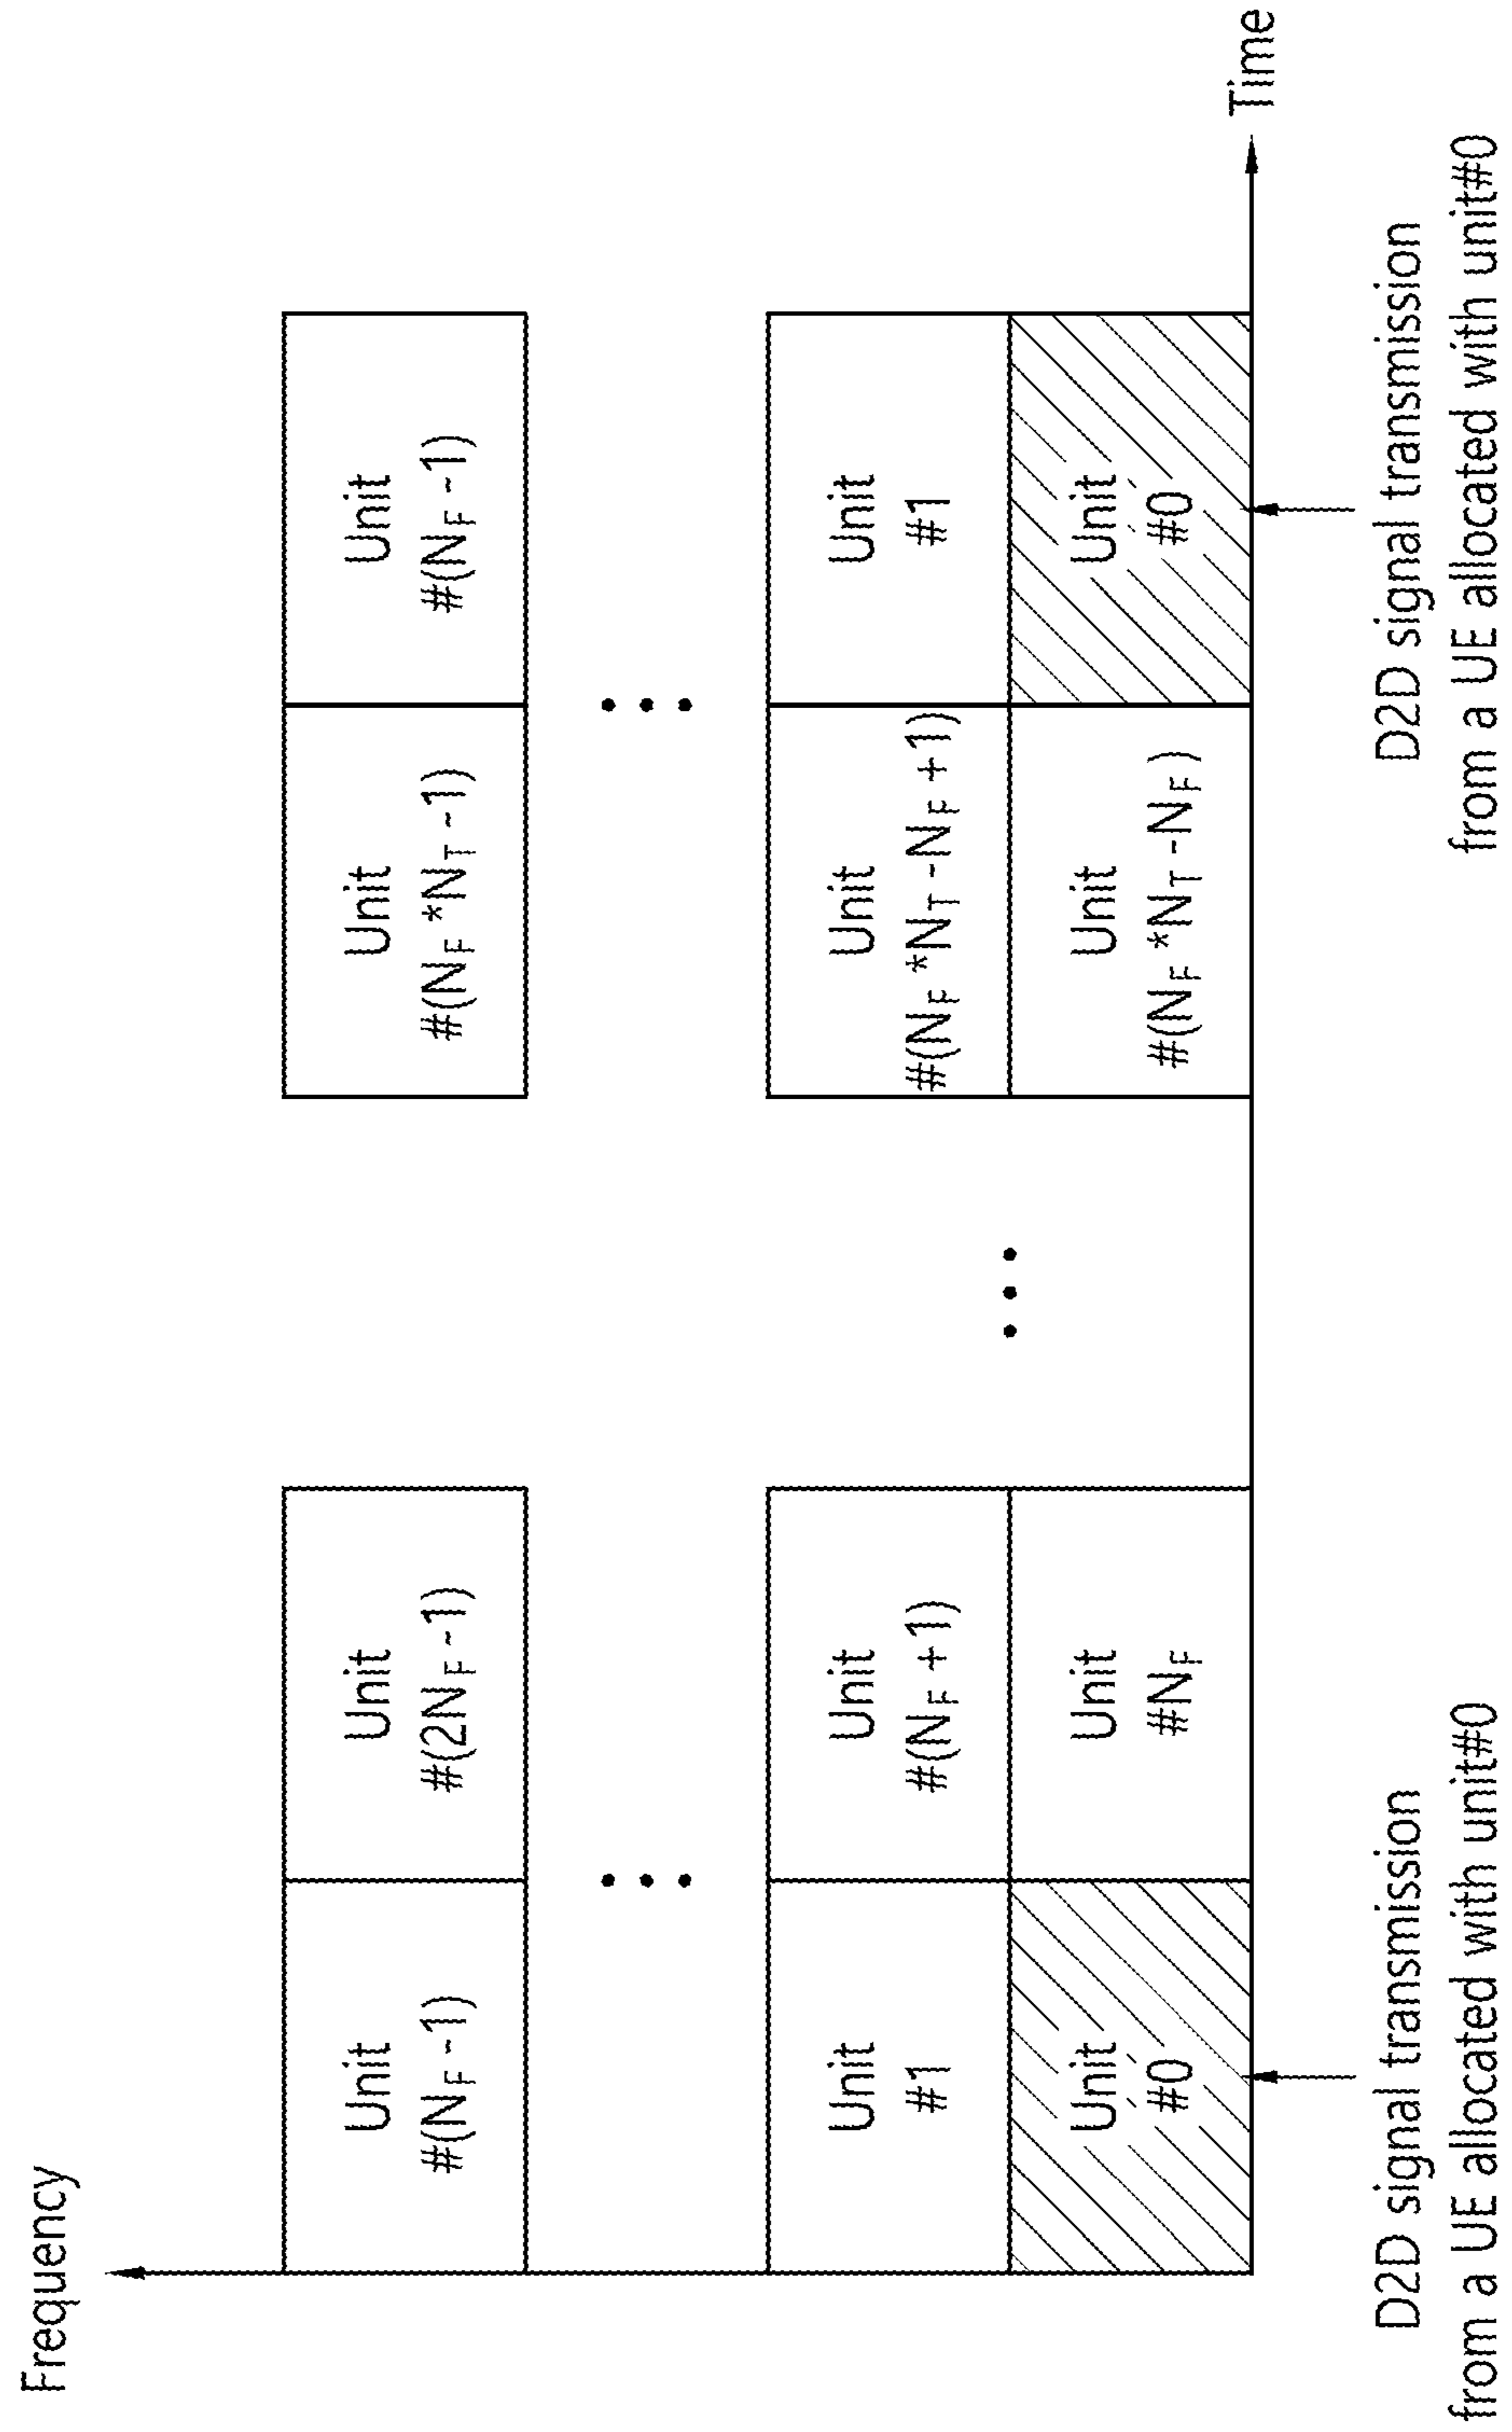 Frequency
Unit
#(N_F -1)
Unit
#(2N_F -1)
Unit
#(N_F *N_T -1)
Unit
#(N_F -1)
Unit
#1
Unit
#(N_F +1)
Unit
#(N_F *N_T -N_F +1)
Unit
#1
Unit
#0
Unit
#N_F
Unit
#(N_F *N_T -N_F )
Unit
#0
Time
D2D signal transmission
from a UE allocated with unit#0
D2D signal transmission
from a UE allocated with unit#0